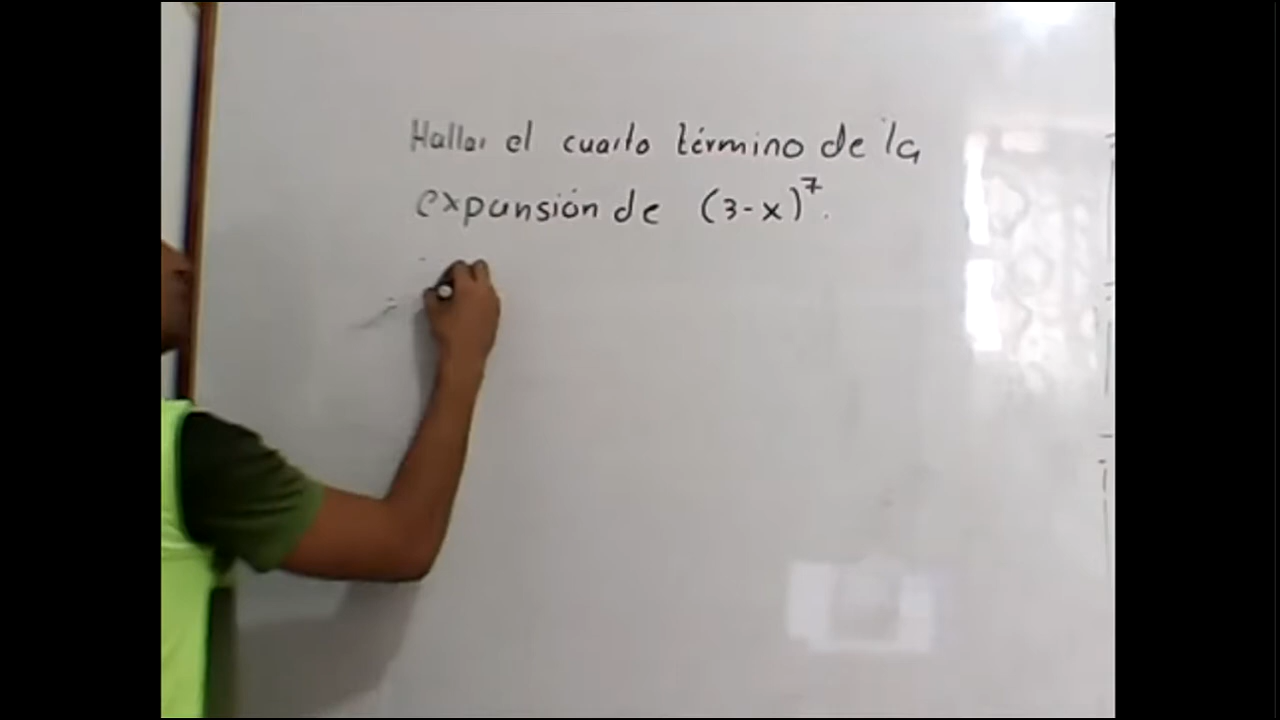 Hallar el cuarto término de la
expansión de (3-x)⁷.